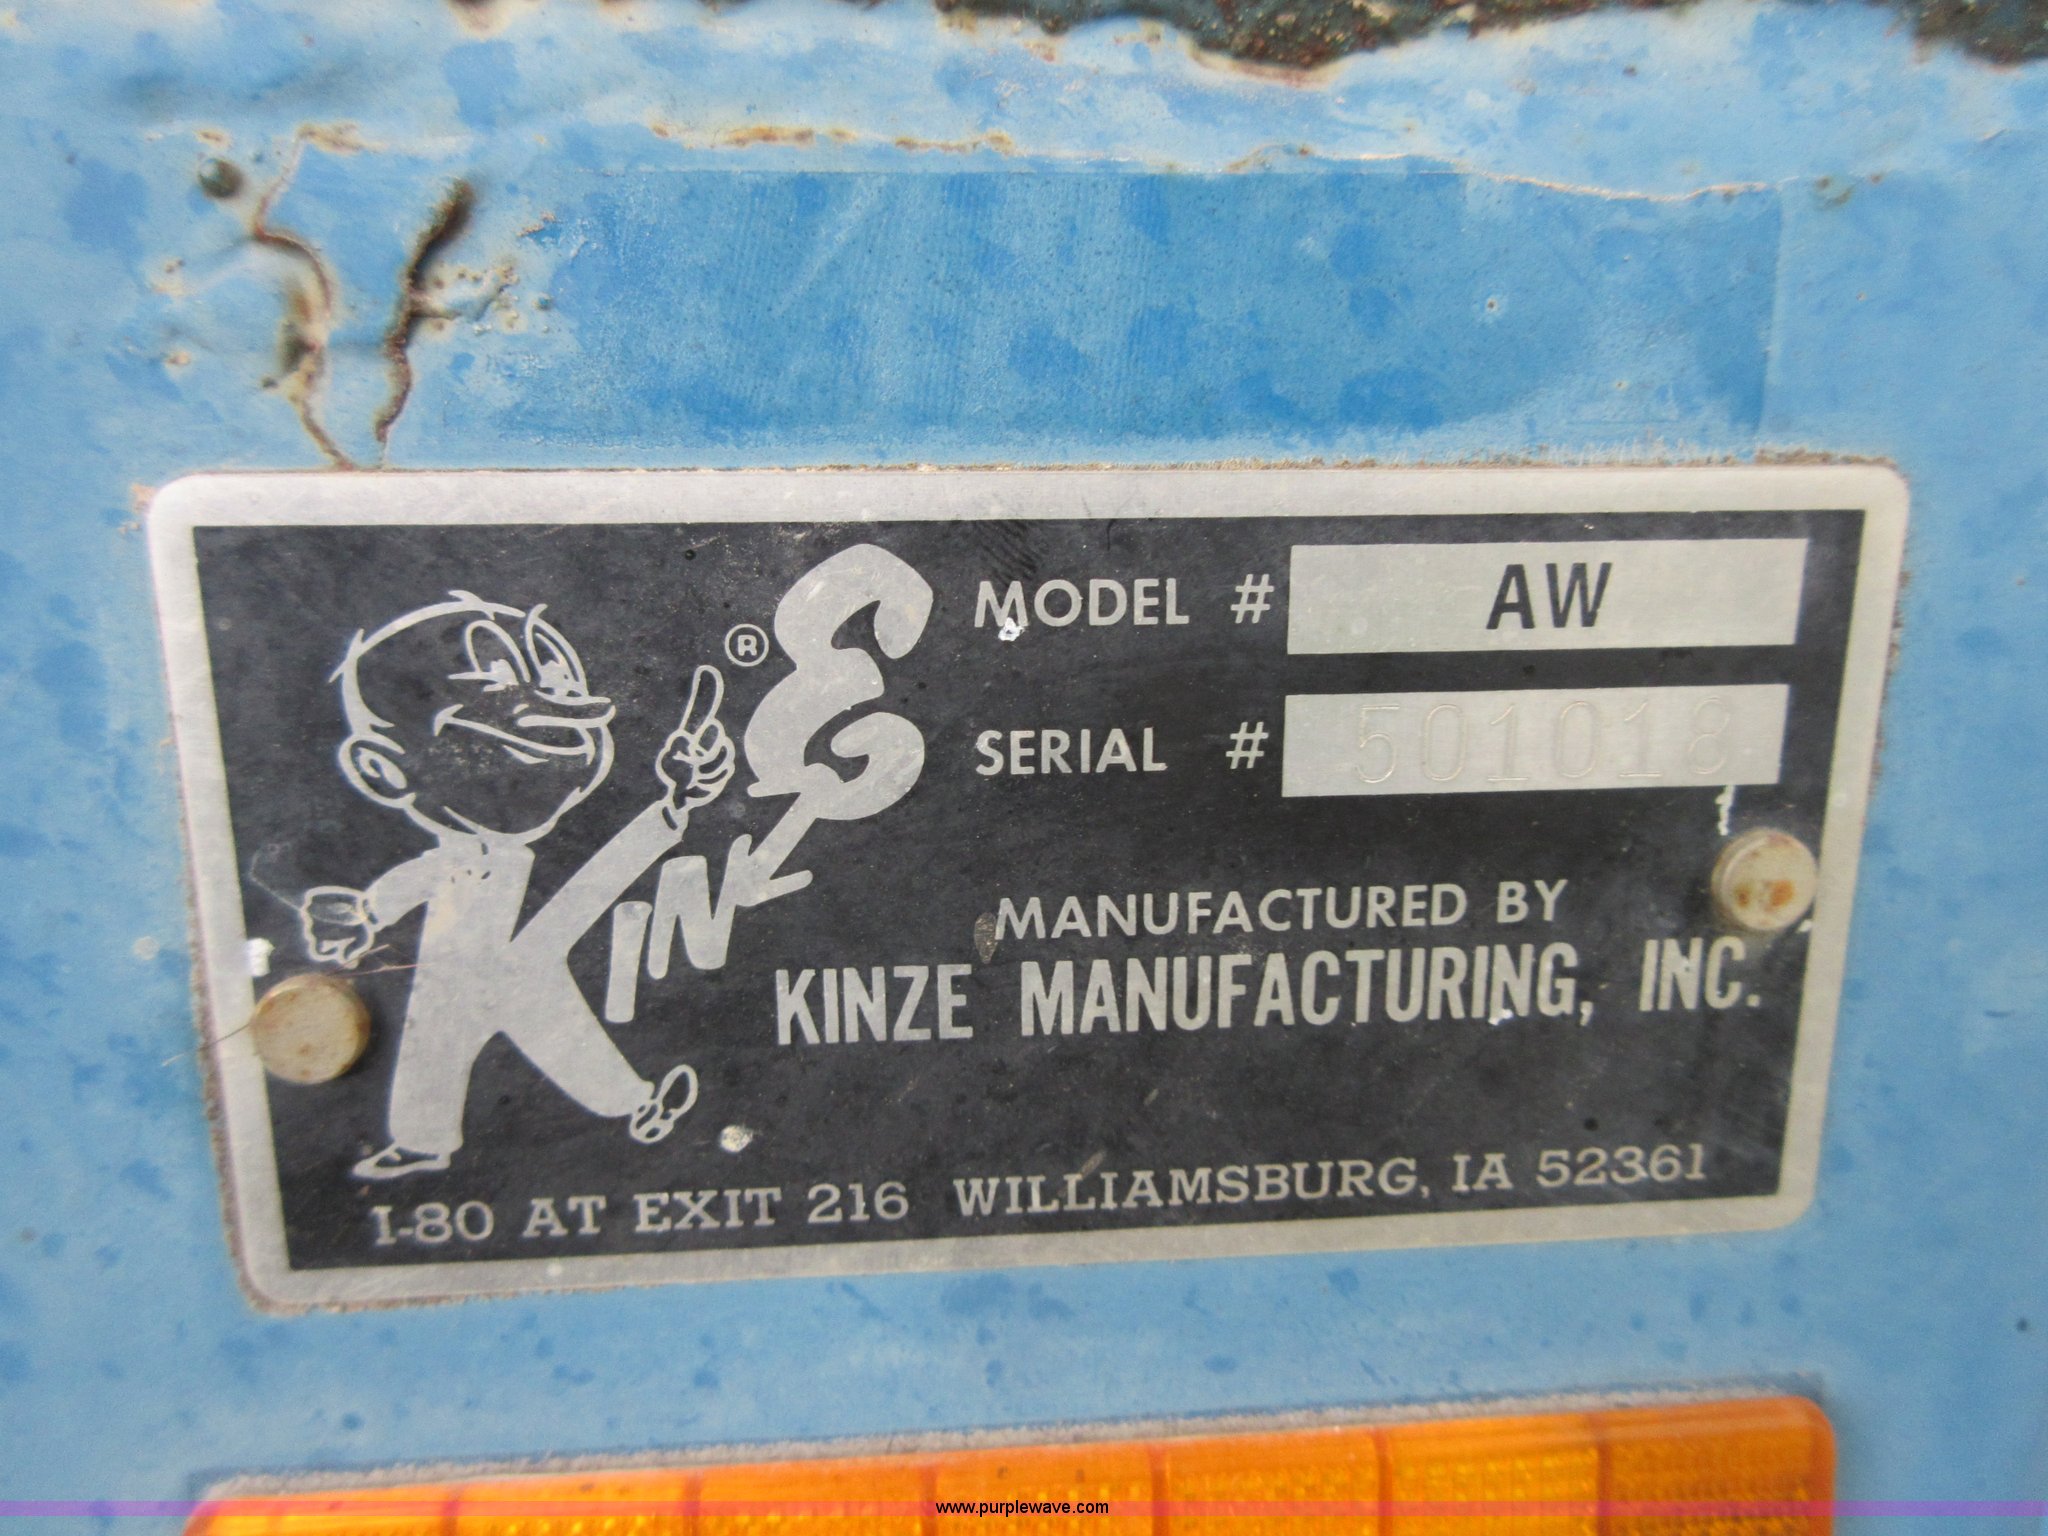 MODEL # AW
SERIAL # 501018
KINZE ®
MANUFACTURED BY
KINZE MANUFACTURING, INC.
I-80 AT EXIT 216 WILLIAMSBURG, IA 52361
www.purplewave.com